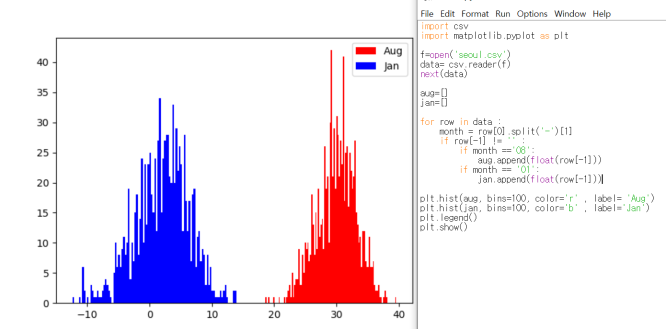 File Edit Format Run Options Window Help
import csv
import matplotlib.pyplot as plt
f=open('seoul.csv')
data= csv.reader(f)
next(data)
aug=[]
jan=[]
for row in data :
month = row[0].split('-')[1]
if row[-1] != '' :
if month =='08':
aug.append(float(row[-1]))
if month == '01':
jan.append(float(row[-1]))
plt.hist(aug, bins=100, color='r' , label= 'Aug')
plt.hist(jan, bins=100, color='b' , label='Jan')
plt.legend()
plt.show()
Aug
Jan
40
35
30
25
20
15
10
5
0
−10 0 10 20 30 40